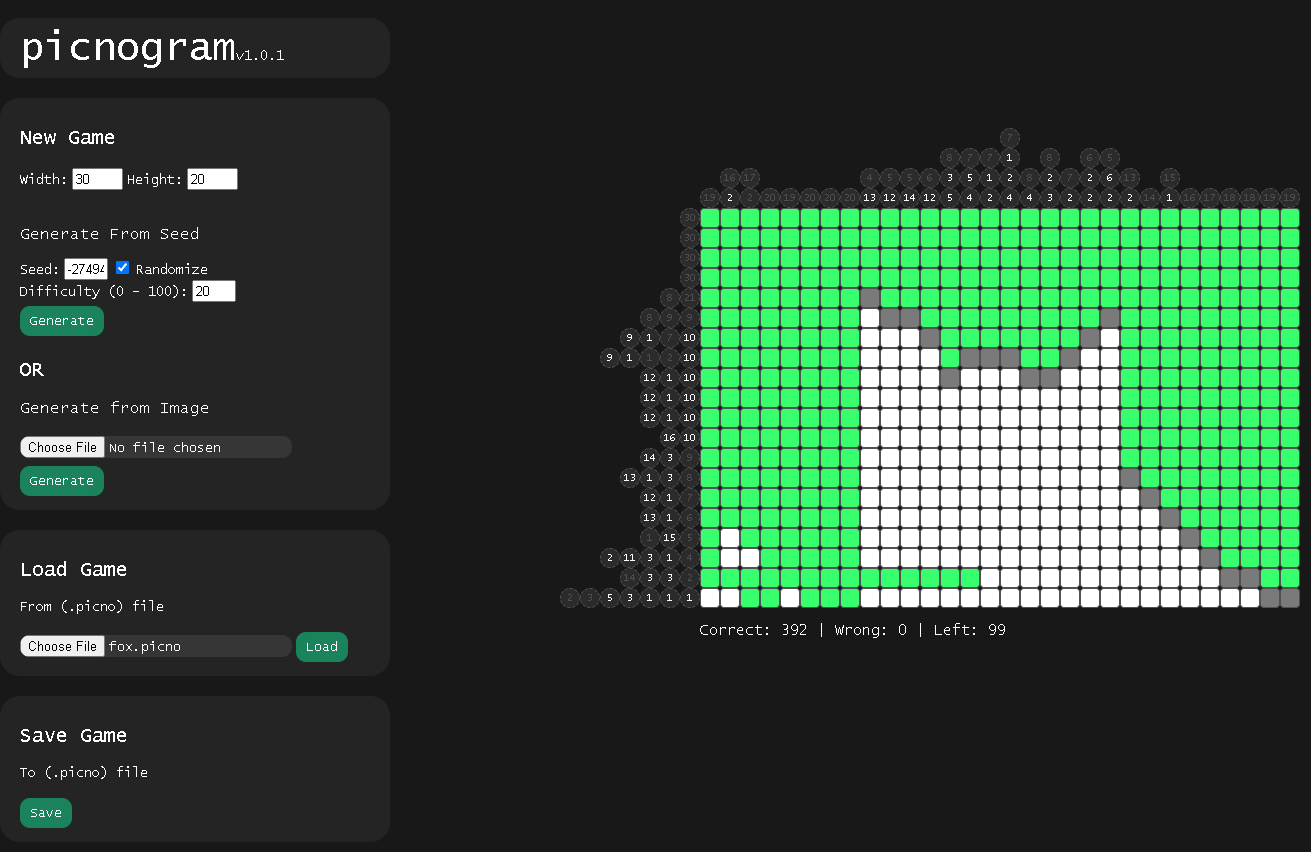 picnogram v1.0.1
New Game
Width: 30 Height: 20
Generate From Seed
Seed: -27494 Randomize
Difficulty (0 - 100): 20
Generate
OR
Generate from Image
Choose File No file chosen
Generate
Load Game
From (.picno) file
Choose File fox.picno Load
Save Game
To (.picno) file
Save
7
8 7 7 1 8 6 5
16 17 4 5 5 6 3 5 1 2 8 2 7 2 6 13 15
19 2 2 20 19 20 20 20 13 12 14 12 5 4 2 4 4 3 2 2 2 2 14 1 16 17 18 18 19 19
30
30
30
30
8 21
8 9 9
9 1 7 10
9 1 1 2 10
12 1 10
12 1 10
12 1 10
16 10
14 3 9
13 1 3 8
12 1 7
13 1 6
1 15 5
2 11 3 1 4
14 3 3 2
2 3 5 3 1 1 1
Correct: 392 | Wrong: 0 | Left: 99